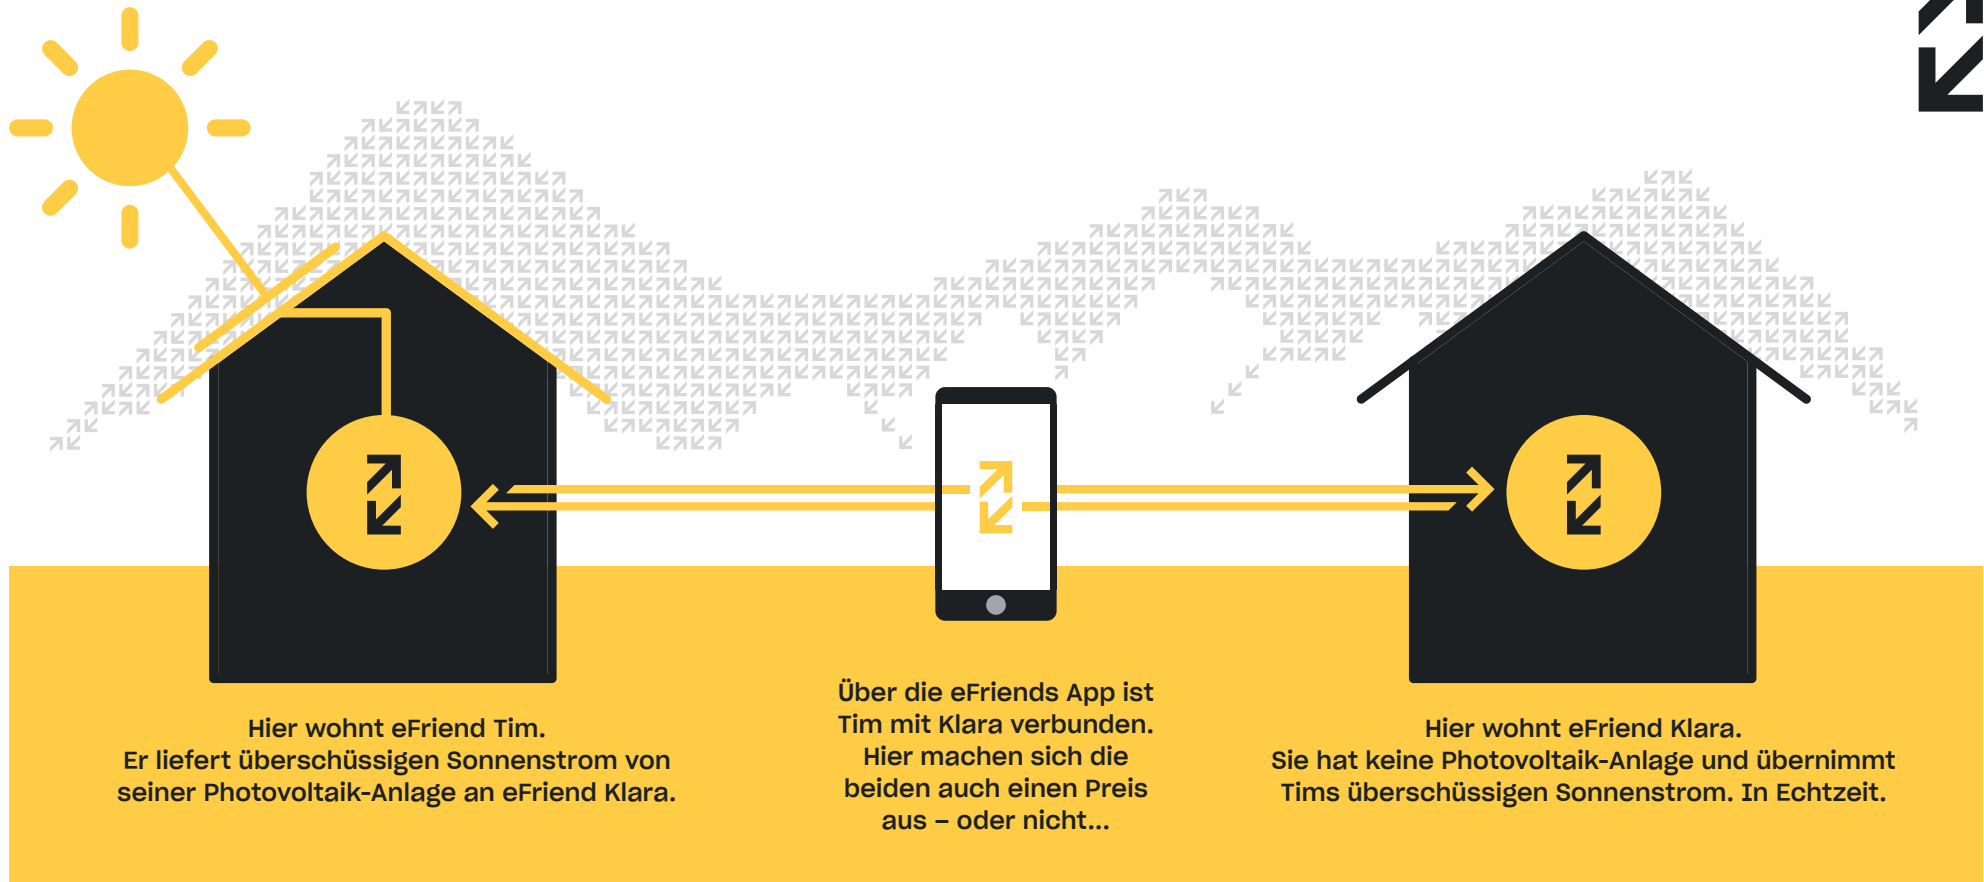 Hier wohnt eFriend Tim.
Er liefert überschüssigen Sonnenstrom von
seiner Photovoltaik-Anlage an eFriend Klara.
Über die eFriends App ist
Tim mit Klara verbunden.
Hier machen sich die
beiden auch einen Preis
aus – oder nicht...
Hier wohnt eFriend Klara.
Sie hat keine Photovoltaik-Anlage und übernimmt
Tims überschüssigen Sonnenstrom. In Echtzeit.